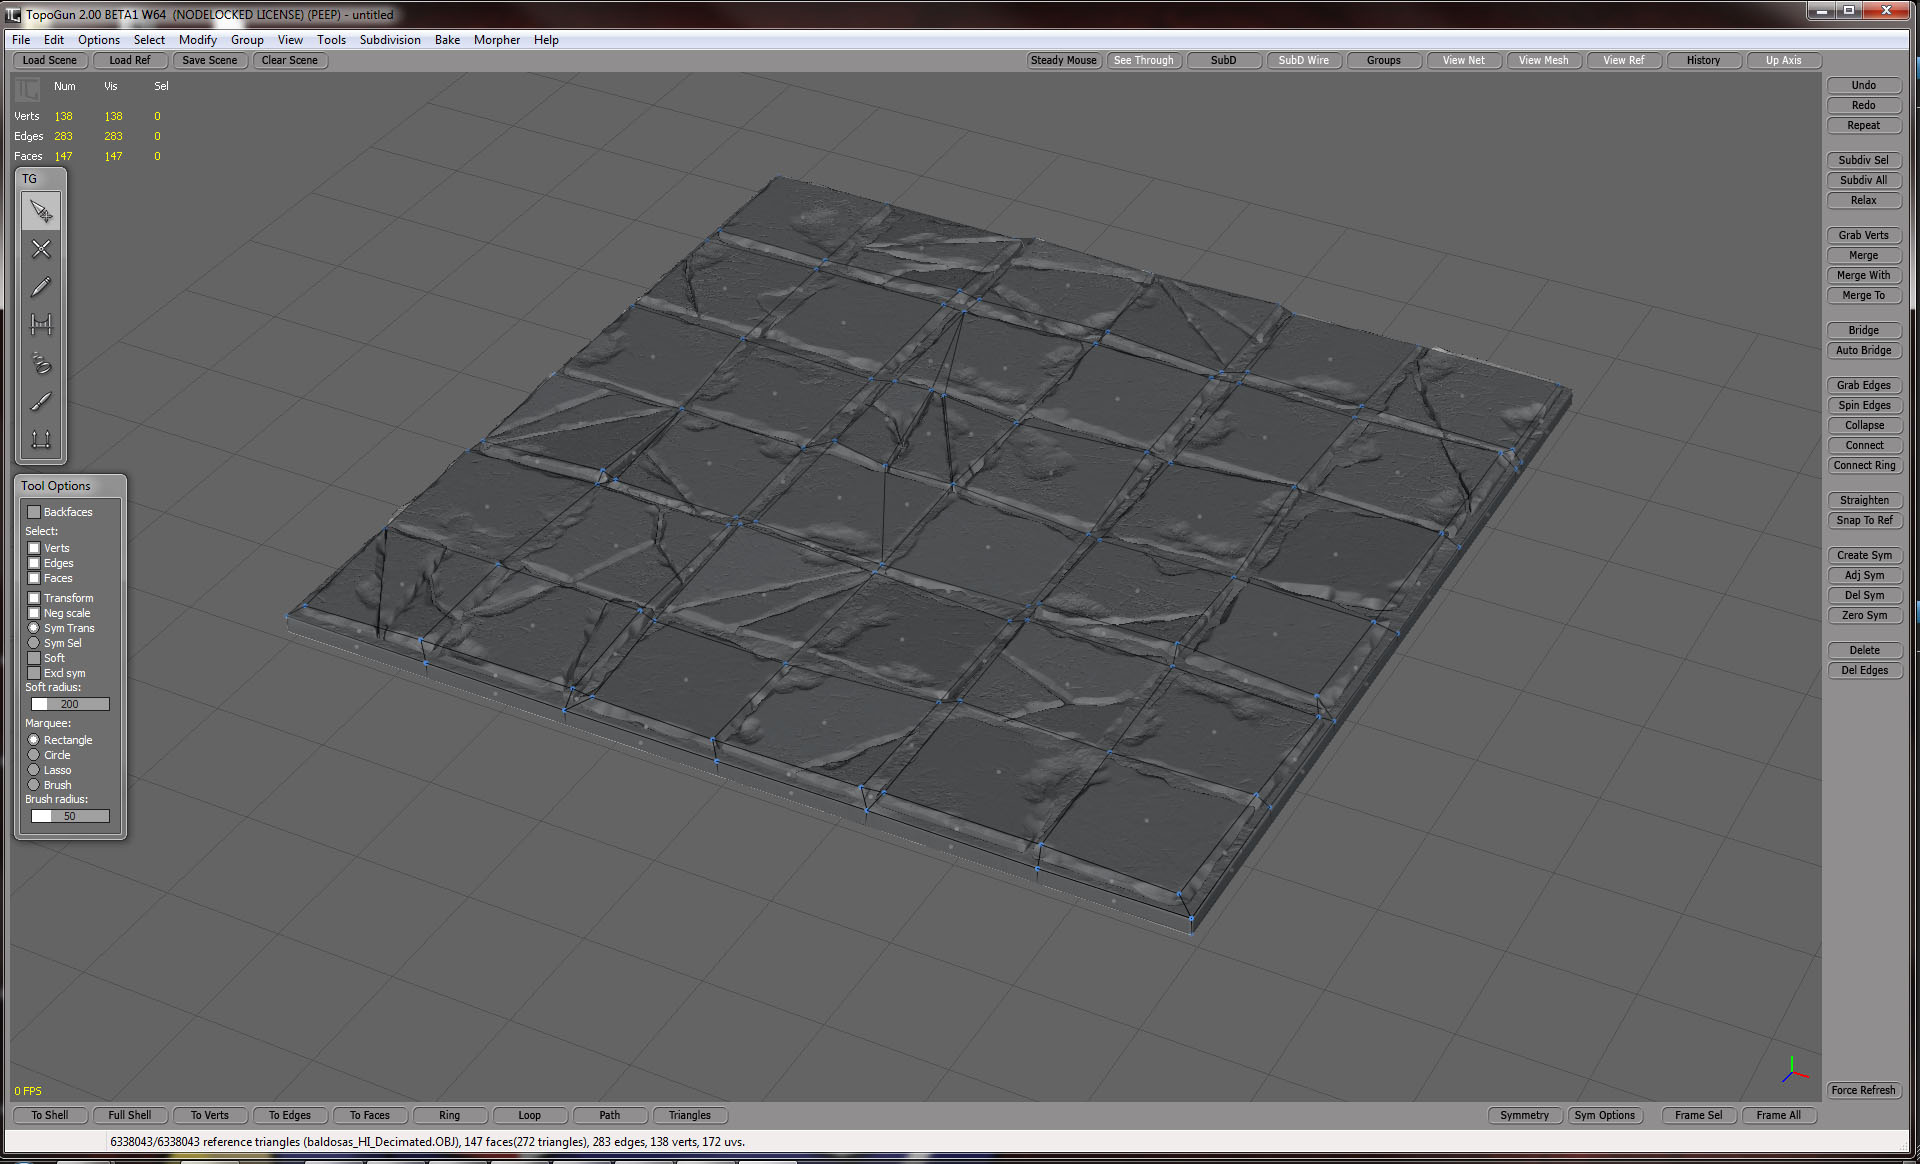 TopoGun 2.00 BETA1 W64 (NODELOCKED LICENSE) (PEEP) - untitled
File Edit Options Select Modify Group View Tools Subdivision Bake Morpher Help
Load Scene Load Ref Save Scene Clear Scene Steady Mouse See Through SubD SubD Wire Groups View Net View Mesh View Ref History Up Axis
Num Vis Sel
Verts 138 138 0
Edges 283 283 0
Faces 147 147 0
TG
Tool Options
Backfaces
Select:
Verts
Edges
Faces
Transform
Neg scale
Sym Trans
Sym Sel
Soft
Excl sym
Soft radius:
200
Marquee:
Rectangle
Circle
Lasso
Brush
Brush radius:
50
Undo
Redo
Repeat
Subdiv Sel
Subdiv All
Relax
Grab Verts
Merge
Merge With
Merge To
Bridge
Auto Bridge
Grab Edges
Spin Edges
Collapse
Connect
Connect Ring
Straighten
Snap To Ref
Create Sym
Adj Sym
Del Sym
Zero Sym
Delete
Del Edges
Force Refresh
0 FPS
To Shell Full Shell To Verts To Edges To Faces Ring Loop Path Triangles Symmetry Sym Options Frame Sel Frame All
6338043/6338043 reference triangles (baldosas_HI_Decimated.OBJ), 147 faces(272 triangles), 283 edges, 138 verts, 172 uvs.